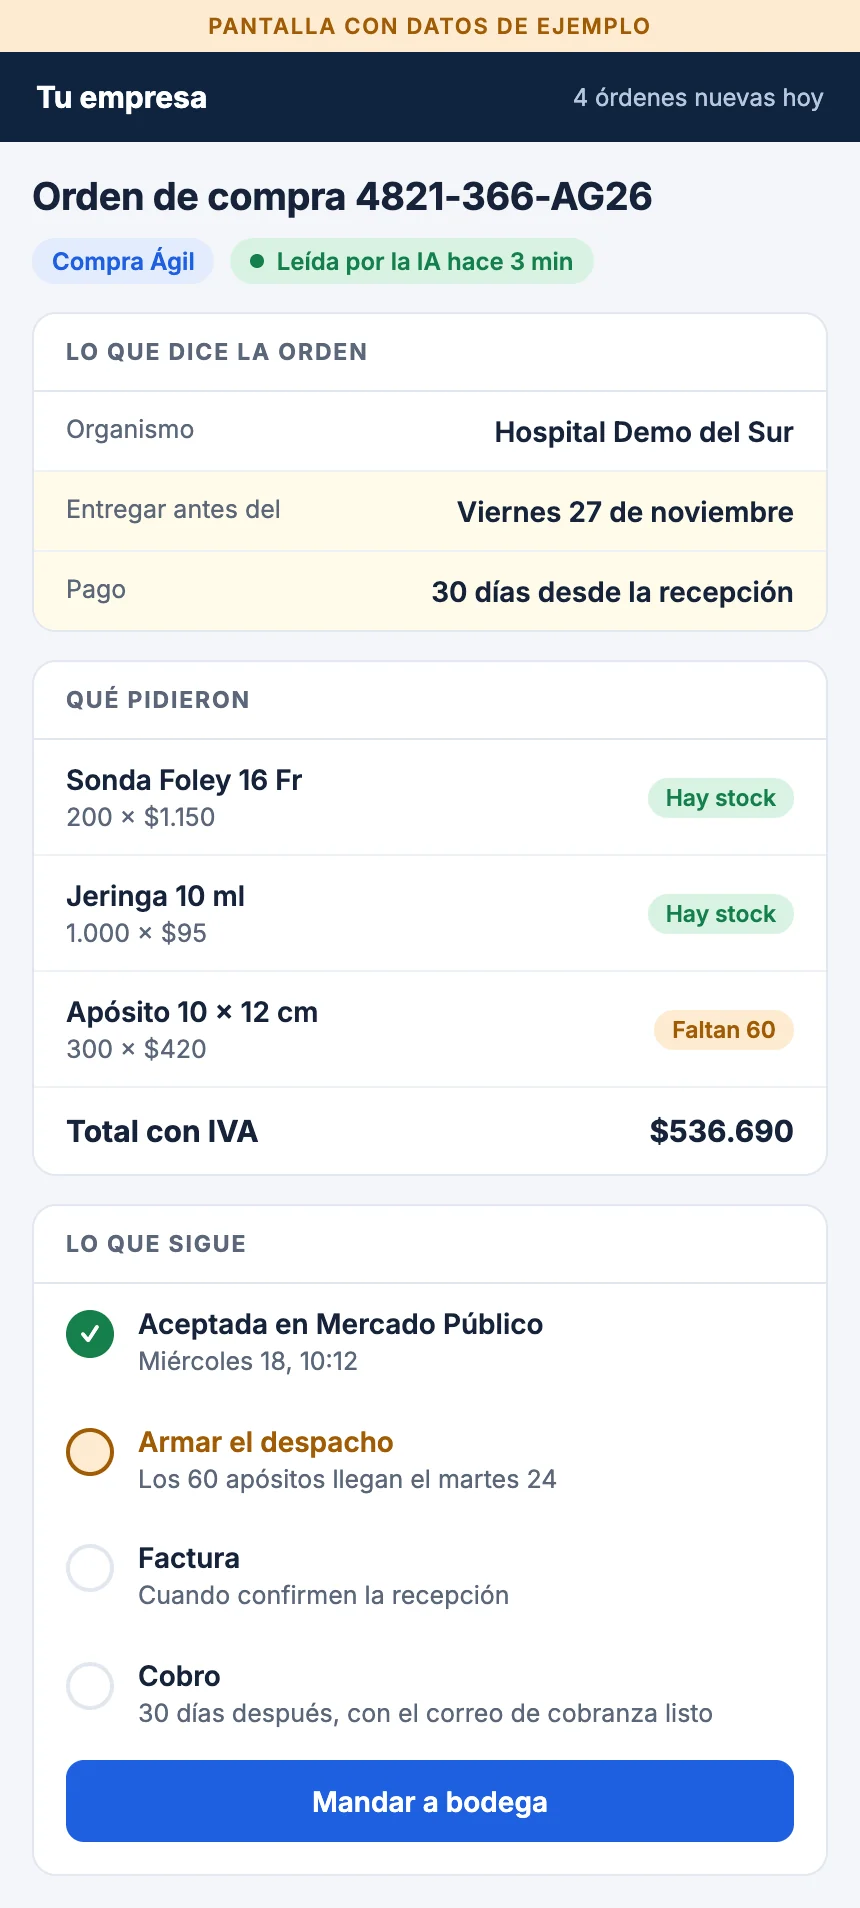 PANTALLA CON DATOS DE EJEMPLO
Tu empresa
4 órdenes nuevas hoy
Orden de compra 4821-366-AG26
Compra Ágil
Leída por la IA hace 3 min
LO QUE DICE LA ORDEN
Organismo
Hospital Demo del Sur
Entregar antes del
Viernes 27 de noviembre
Pago
30 días desde la recepción
QUÉ PIDIERON
Sonda Foley 16 Fr
200 × $1.150
Hay stock
Jeringa 10 ml
1.000 × $95
Hay stock
Apósito 10 × 12 cm
300 × $420
Faltan 60
Total con IVA
$536.690
LO QUE SIGUE
Aceptada en Mercado Público
Miércoles 18, 10:12
Armar el despacho
Los 60 apósitos llegan el martes 24
Factura
Cuando confirmen la recepción
Cobro
30 días después, con el correo de cobranza listo
Mandar a bodega